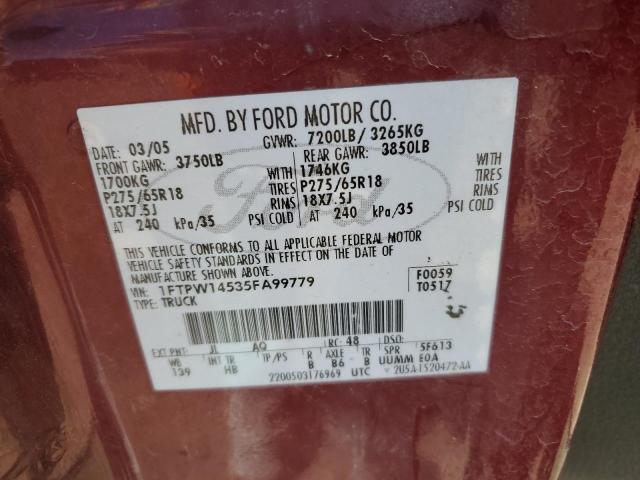 MFD. BY FORD MOTOR CO.
DATE: 03/05 GVWR: 7200LB/ 3265KG
FRONT GAWR: 3750LB REAR GAWR: 3850LB
1700KG WITH 1746KG WITH
P275/65R18 TIRES P275/65R18 TIRES
18X7.5J RIMS 18X7.5J RIMS
AT 240 kPa/35 PSI COLD AT 240 kPa/35 PSI COLD
THIS VEHICLE CONFORMS TO ALL APPLICABLE FEDERAL MOTOR
VEHICLE SAFETY STANDARDS IN EFFECT ON THE DATE OF
MANUFACTURE SHOWN ABOVE.
VIN: 1FTPW14535FA99779 F0059
TYPE: TRUCK T0517
EXT PNT: JL AQ RC: 48 DSO:
WB INT TR TP/PS R AXLE TR SPR 5F613
139 HB B B6 B UUMM E0A
2200503176969 UTC 2U5A-1520472-AA
Ford